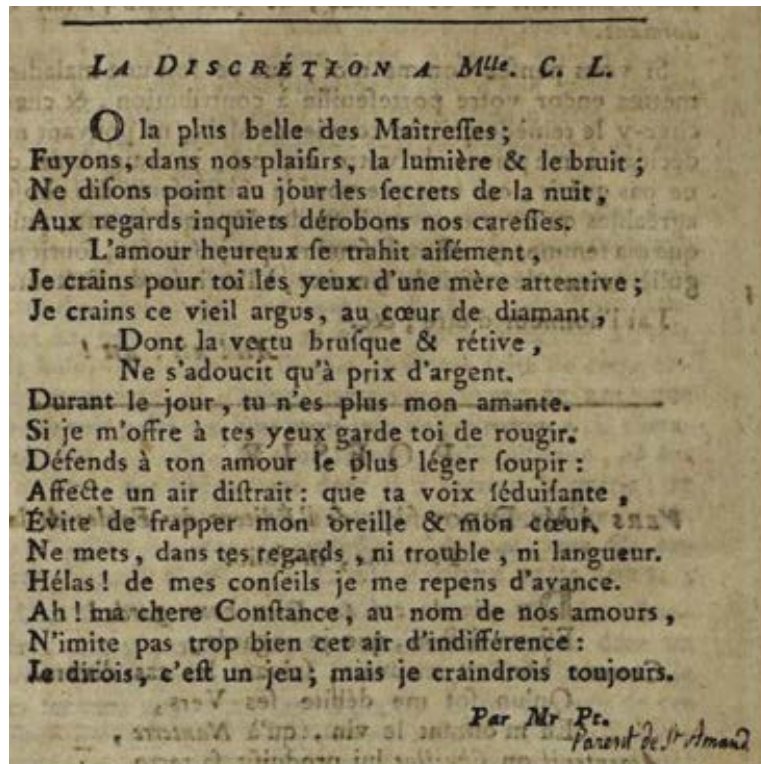 LA DISCRÉTION A Mlle. C. L.
O la plus belle des Maîtreſſes;
Fuyons, dans nos plaiſirs, la lumière & le bruit;
Ne diſons point au jour les ſecrets de la nuit,
Aux regards inquiets dérobons nos careſſes.
L'amour heureux ſe trahit aiſément,
Je crains pour toi les yeux d'une mère attentive;
Je crains ce vieil argus, au cœur de diamant,
Dont la vertu bruſque & rétive,
Ne s'adoucit qu'à prix d'argent.
Durant le jour, tu n'es plus mon amante.
Si je m'offre à tes yeux garde toi de rougir.
Défends à ton amour le plus léger ſoupir:
Affecte un air diſtrait: que ta voix ſéduiſante,
Évite de frapper mon oreille & mon cœur.
Ne mets, dans tes regards, ni trouble, ni langueur.
Hélas! de mes conſeils je me repens d'avance.
Ah! ma chere Conſtance, au nom de nos amours,
N'imite pas trop bien cet air d'indifférence:
Je dirois, c'eſt un jeu; mais je craindrois toujours.
Par Mr Pt.
Parent de St Amand